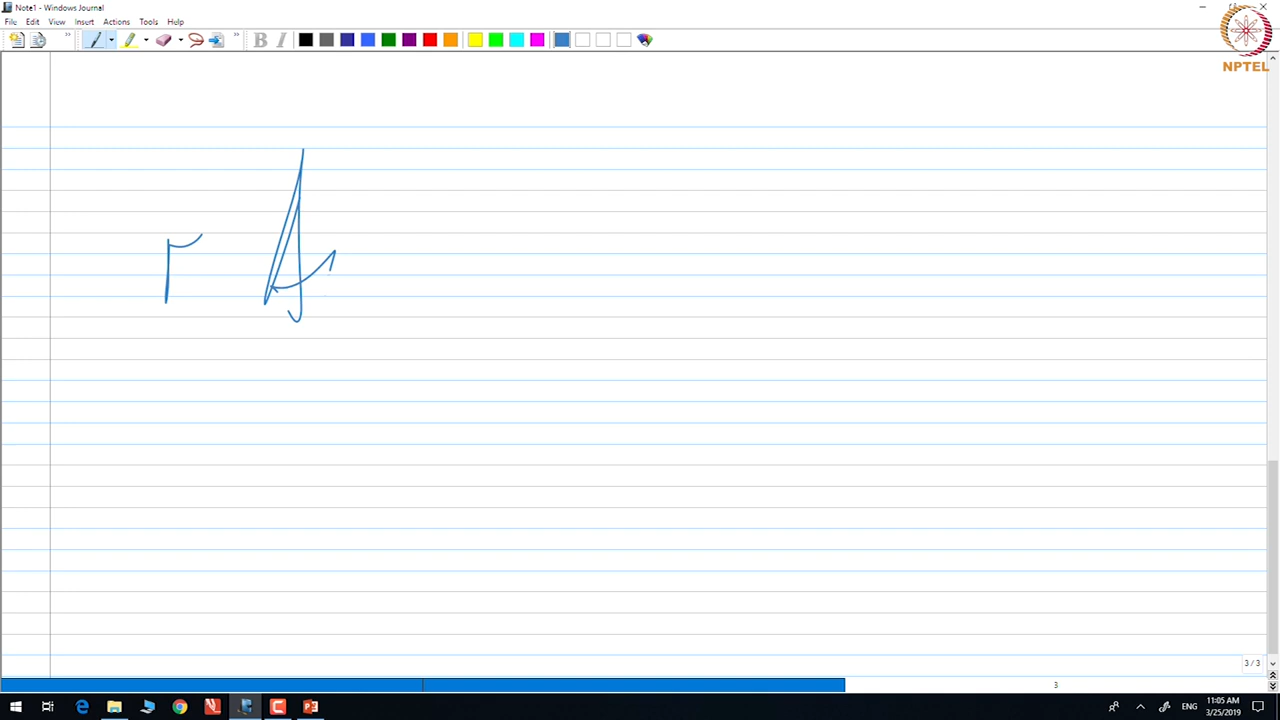 Note1 - Windows Journal
File Edit View Insert Actions Tools Help
B I
NPTEL
r
3 / 3
3
ENG
11:05 AM
3/25/2019